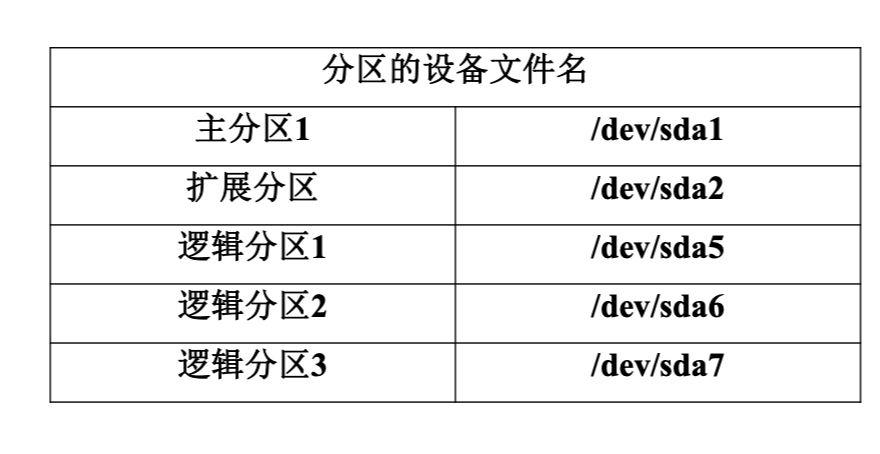 分区的设备文件名
主分区1 /dev/sda1
扩展分区 /dev/sda2
逻辑分区1 /dev/sda5
逻辑分区2 /dev/sda6
逻辑分区3 /dev/sda7